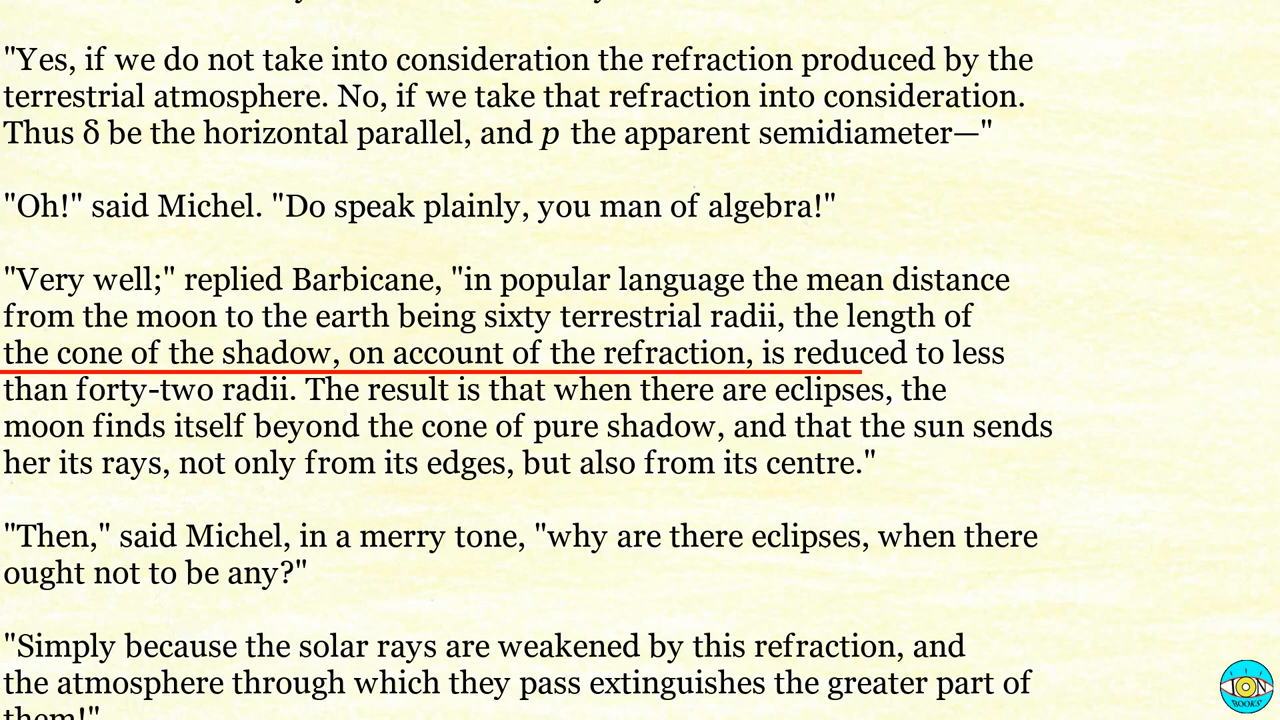 "Yes, if we do not take into consideration the refraction produced by the
terrestrial atmosphere. No, if we take that refraction into consideration.
Thus δ be the horizontal parallel, and p the apparent semidiameter—"
"Oh!" said Michel. "Do speak plainly, you man of algebra!"
"Very well;" replied Barbicane, "in popular language the mean distance
from the moon to the earth being sixty terrestrial radii, the length of
the cone of the shadow, on account of the refraction, is reduced to less
than forty-two radii. The result is that when there are eclipses, the
moon finds itself beyond the cone of pure shadow, and that the sun sends
her its rays, not only from its edges, but also from its centre."
"Then," said Michel, in a merry tone, "why are there eclipses, when there
ought not to be any?"
"Simply because the solar rays are weakened by this refraction, and
the atmosphere through which they pass extinguishes the greater part of
them!"
ION
BOOKS